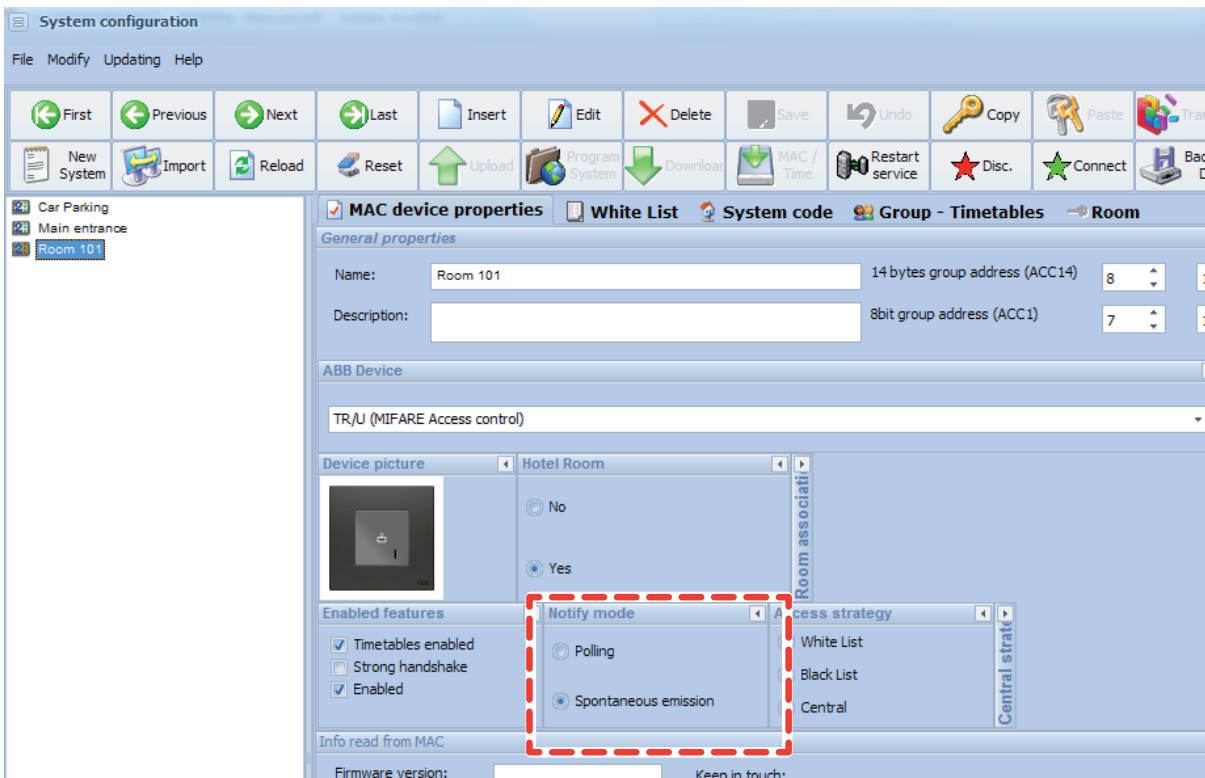 System configuration
File Modify Updating Help
First Previous Next Last Insert Edit Delete Save Undo Copy Paste
New System Import Reload Reset Upload Program System Download MAC / Time Restart service Disc. Connect
Car Parking
Main entrance
Room 101
MAC device properties White List System code Group - Timetables Room
General properties
Name: Room 101 14 bytes group address (ACC14) 8
Description: 8bit group address (ACC1) 7
ABB Device
TR/U (MIFARE Access control)
Device picture Hotel Room
No
Yes
Room
Enabled features Notify mode strategy
Timetables enabled
Strong handshake
Enabled
Polling
Spontaneous emission
White List
Black List
Central
Central
Info read from MAC
Firmware version: Keep in touch: